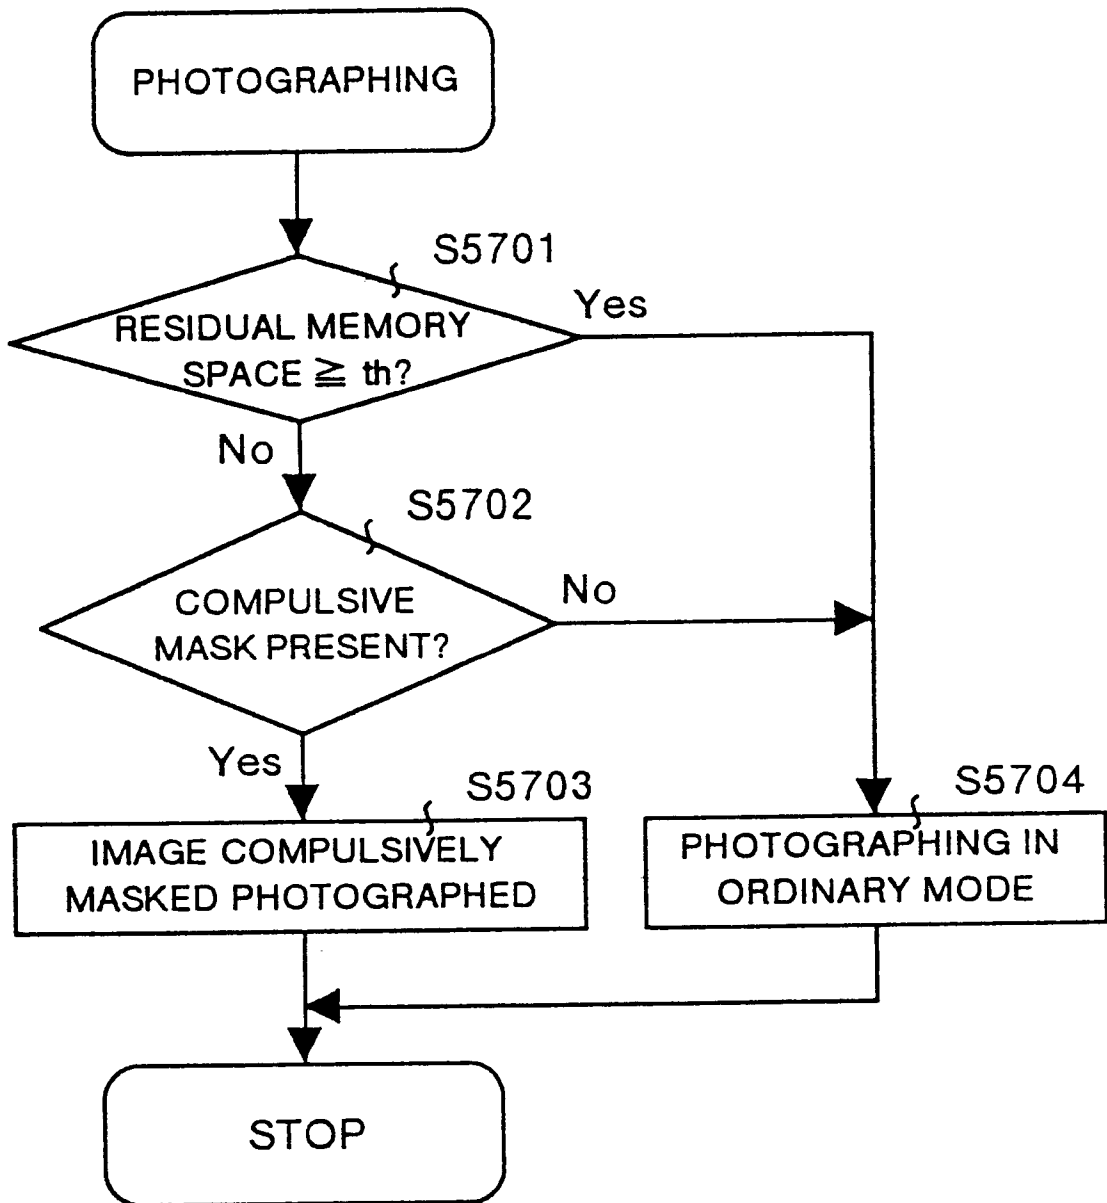 PHOTOGRAPHING
S5701
RESIDUAL MEMORY
SPACE ≧ th?
Yes
No
S5702
COMPULSIVE
MASK PRESENT?
No
Yes
S5703
IMAGE COMPULSIVELY
MASKED PHOTOGRAPHED
S5704
PHOTOGRAPHING IN
ORDINARY MODE
STOP